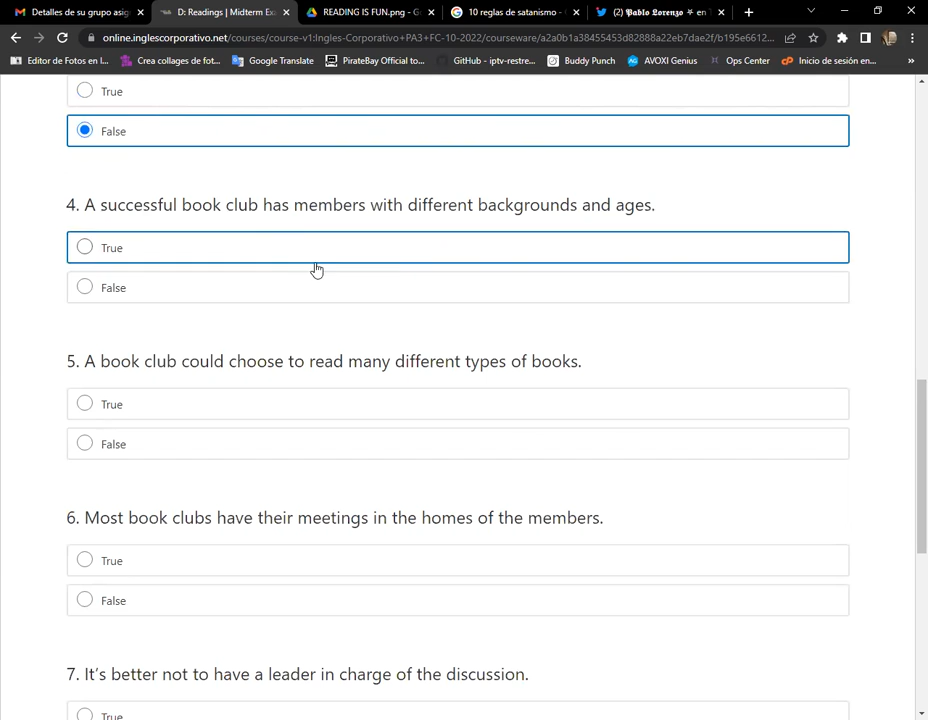 Detalles de su grupo asig
D: Readings | Midterm Exa
READING IS FUN.png - G
10 reglas de satanismo -
(2) 𝕻𝖆𝖇𝖑𝖔 𝕷𝖔𝖗𝖊𝖓𝖟𝖔 ⛧ en T
online.inglescorporativo.net/courses/course-v1:Ingles-Corporativo+PA3+FC-10-2022/courseware/a2a0b1a38455453d82888a22eb7dae2f/b195e6612...
Editor de Fotos en l...
Crea collages de fot...
Google Translate
PirateBay Official to...
GitHub - iptv-restre...
Buddy Punch
AVOXI Genius
Ops Center
Inicio de sesión en...
»
True
False
4. A successful book club has members with different backgrounds and ages.
True
False
5. A book club could choose to read many different types of books.
True
False
6. Most book clubs have their meetings in the homes of the members.
True
False
7. It’s better not to have a leader in charge of the discussion.
True